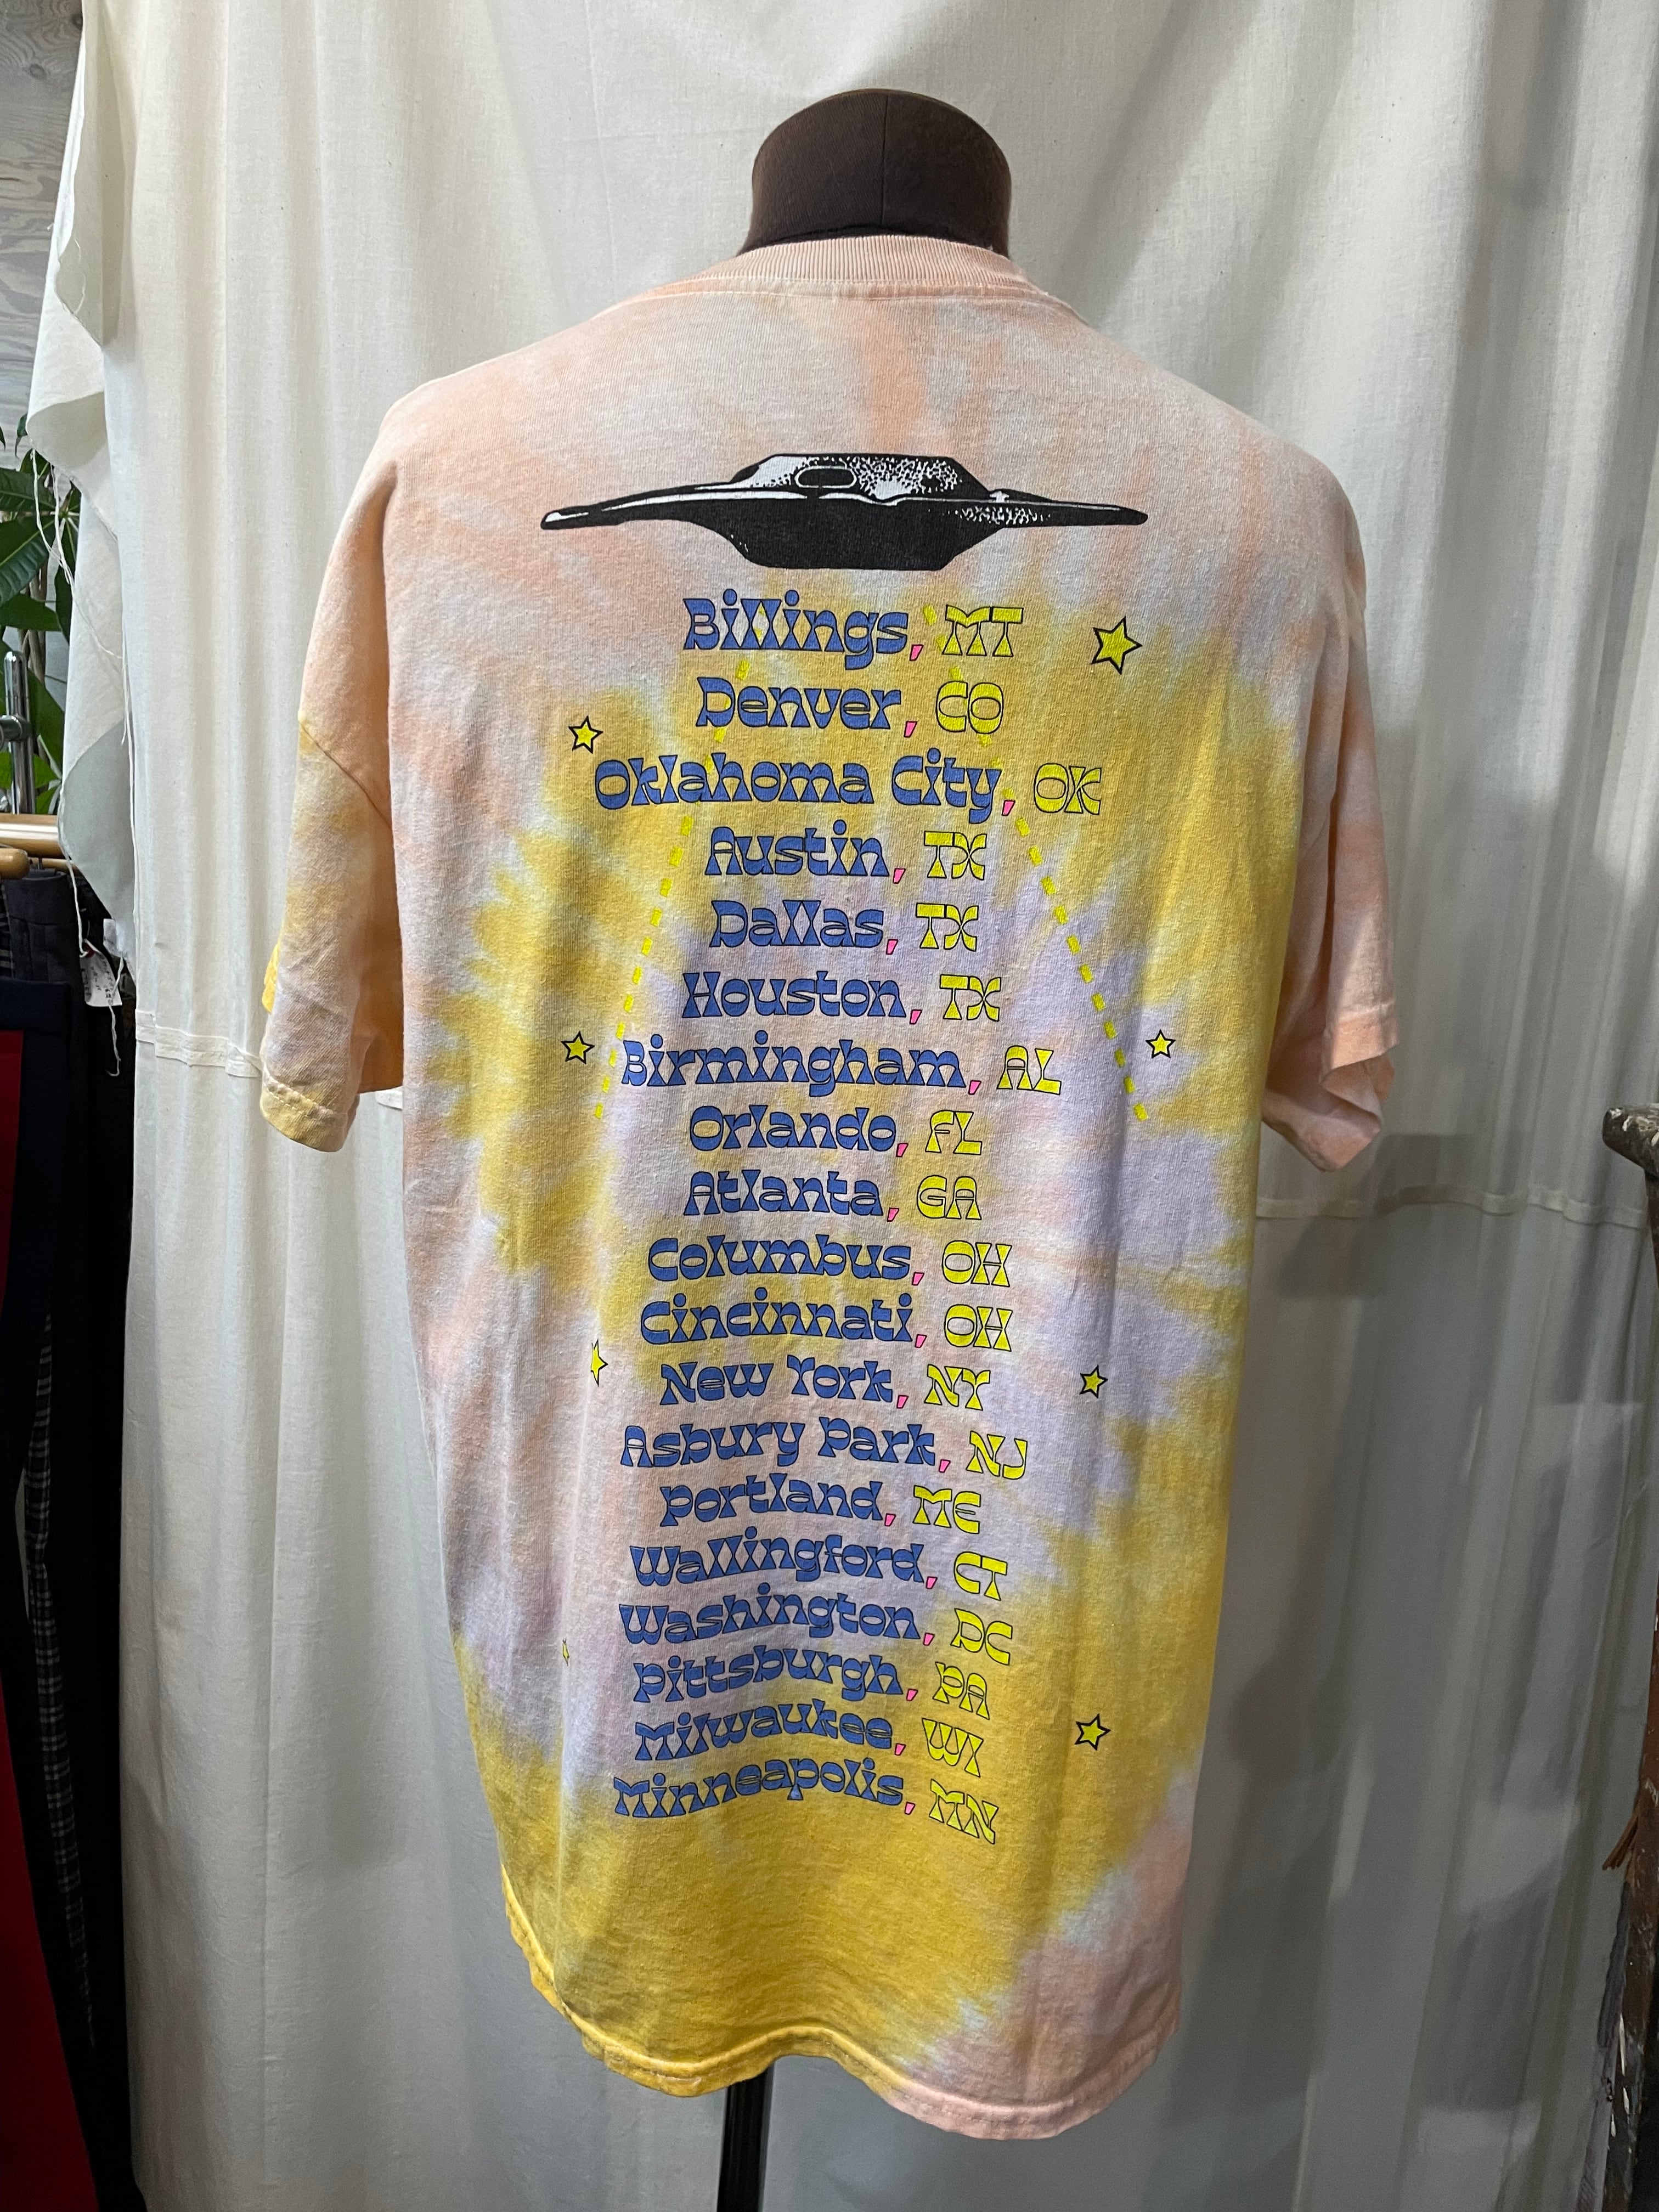 Billings, MT
Denver, CO
Oklahoma City, OK
Austin, TX
Dallas, TX
Houston, TX
Birmingham, AL
Orlando, FL
Atlanta, GA
Columbus, OH
Cincinnati, OH
New York, NY
Asbury Park, NJ
Portland, ME
Wallingford, CT
Washington, DC
Pittsburgh, PA
Milwaukee, WI
Minneapolis, MN